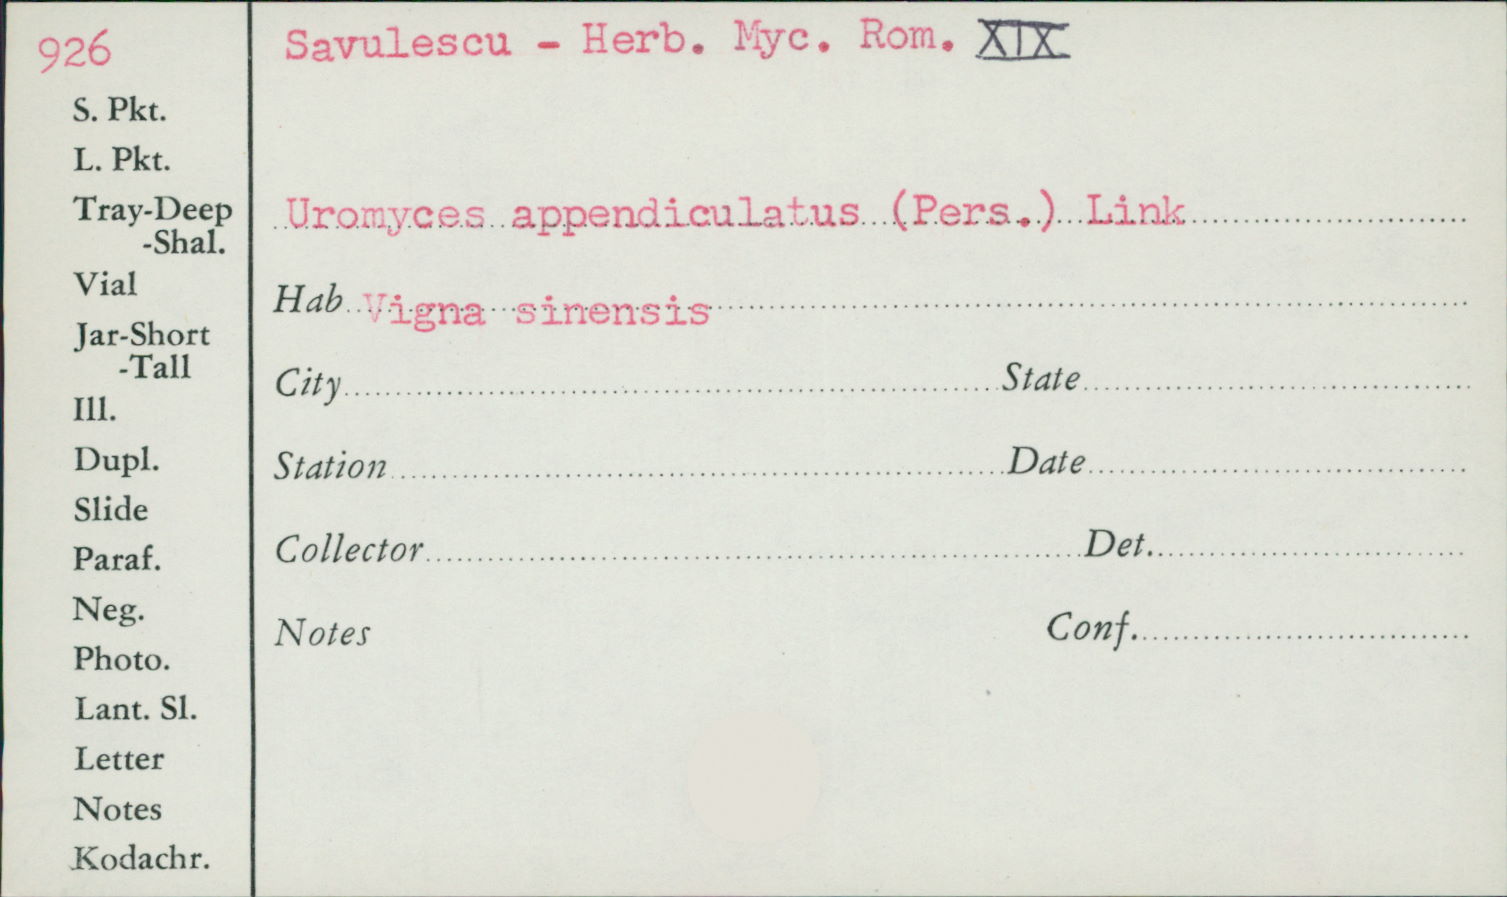 926
Savulescu - Herb. Myc. Rom. XIX
S. Pkt.
L. Pkt.
Tray-Deep
-Shal.
Vial
Jar-Short
-Tall
Ill.
Dupl.
Slide
Paraf.
Neg.
Photo.
Lant. Sl.
Letter
Notes
Kodachr.
Uromyces appendiculatus (Pers.) Link
Hab Vigna sinensis
City State
Station Date
Collector Det.
Notes Conf.